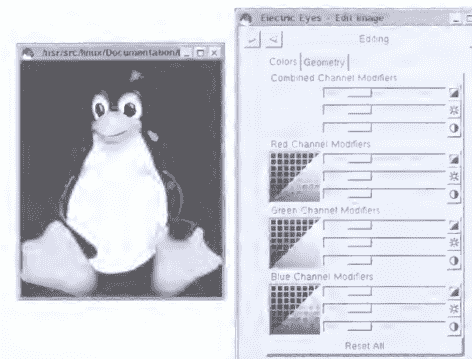 /usr/src/linux/Documentation/
Electric Eyes - Edit Image
Editing
Colors
Geometry
Combined Channel Modifiers
Red Channel Modifiers
Green Channel Modifiers
Blue Channel Modifiers
Reset All